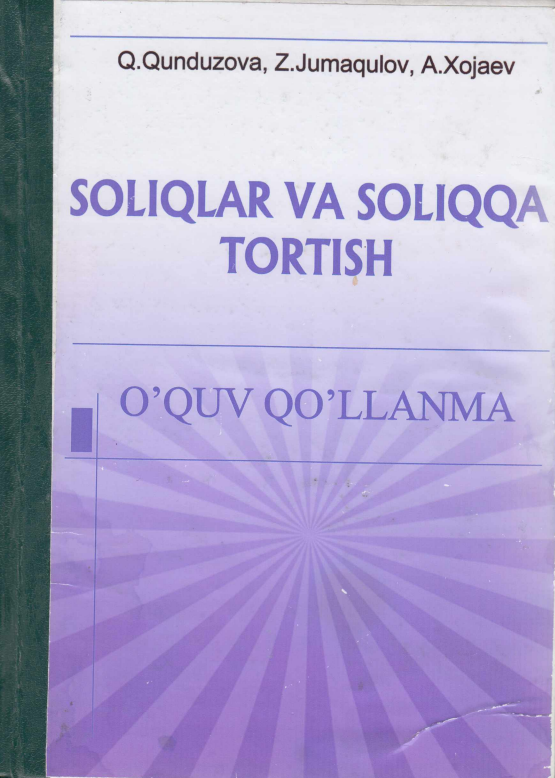 Q.Qunduzova, Z.Jumaqulov, A.Xojaev
SOLIQLAR VA SOLIQQA
TORTISH
O’QUV QO’LLANMA